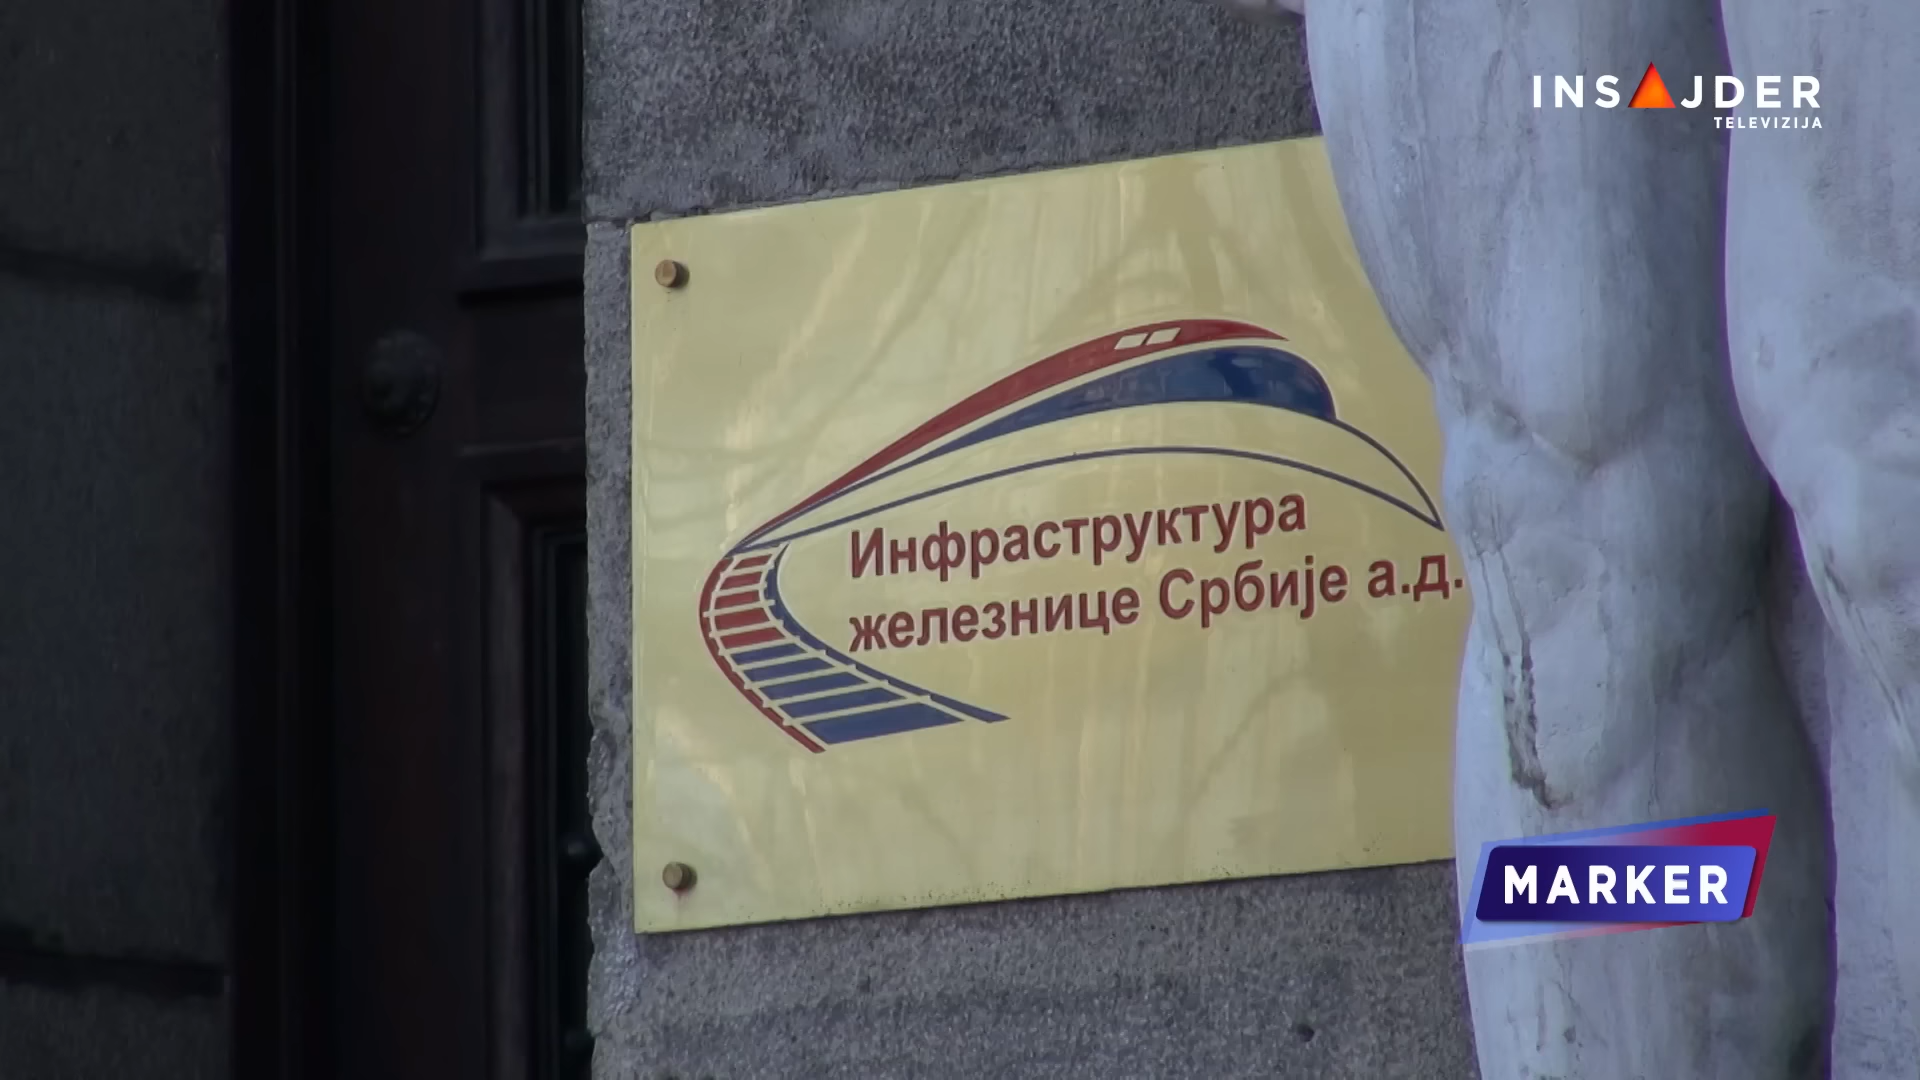 INSAJDER
TELEVIZIJA
Инфраструктура
железнице Србије а.д.
MARKER